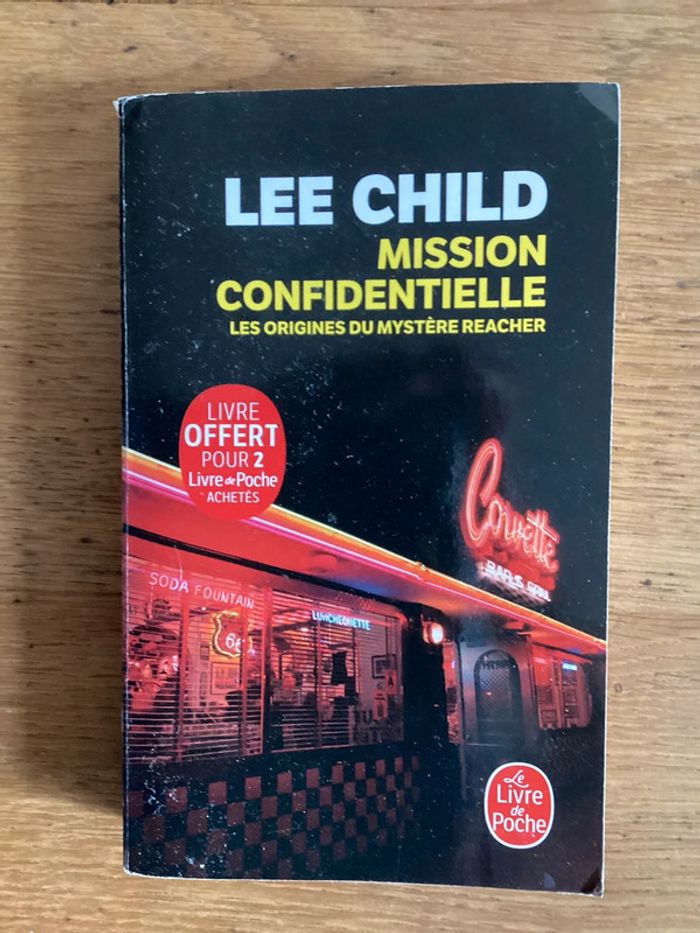 LEE CHILD
MISSION
CONFIDENTIELLE
LES ORIGINES DU MYSTÈRE REACHER
LIVRE
OFFERT
POUR 2
Livre de Poche
ACHETÉS
Corvette
BAR & GRILL
SODA FOUNTAIN
LUNCHEONETTE
66
Le
Livre
de
Poche